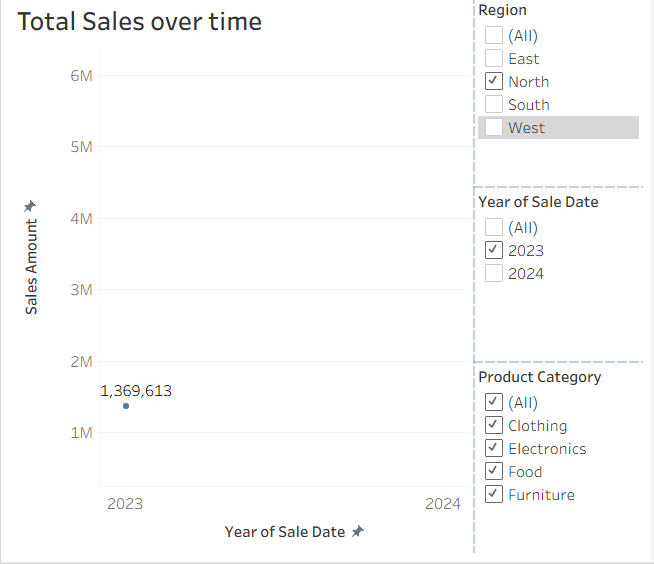 Total Sales over time
6M
5M
4M
3M
2M
1M
Sales Amount
1,369,613
2023
2024
Year of Sale Date
Region
(All)
East
North
South
West
Year of Sale Date
(All)
2023
2024
Product Category
(All)
Clothing
Electronics
Food
Furniture